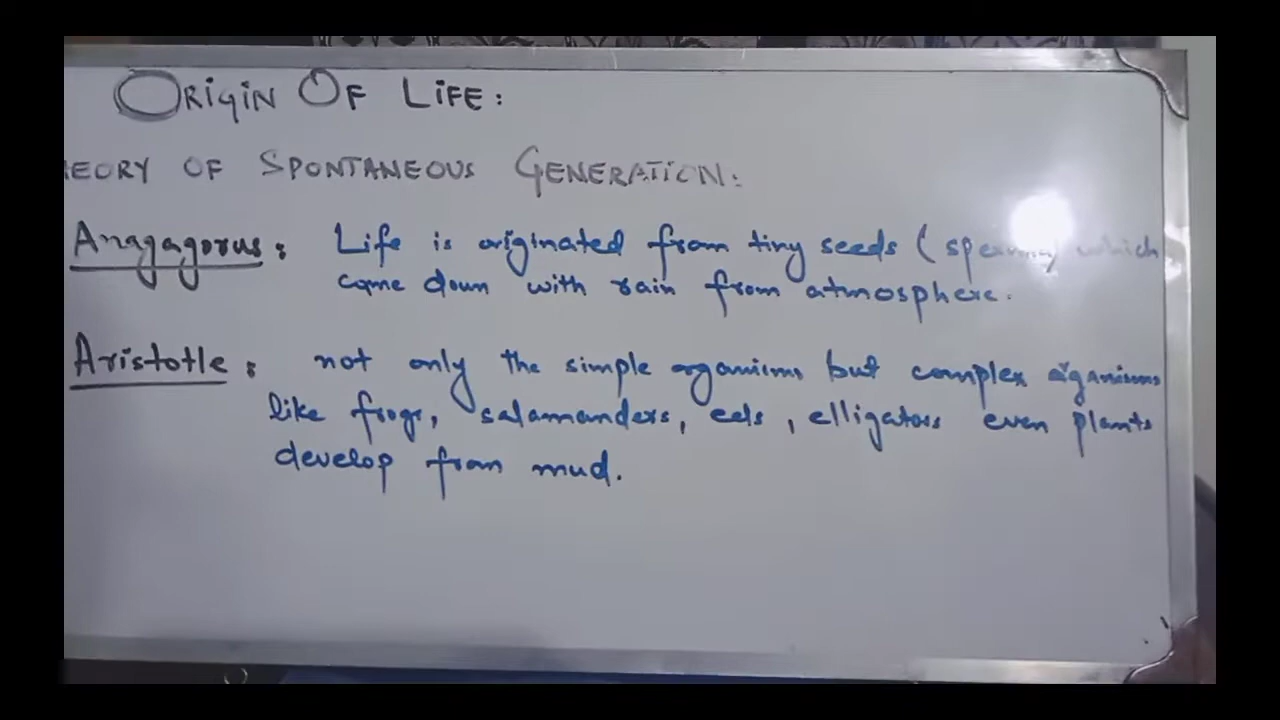 ORIGIN OF LIFE:
HEORY OF SPONTANEOUS GENERATION:
Anagagorus: Life is originated from tiny seeds ( which
come down with rain from atmosphere.
Aristotle: not only the simple organisms but complex organisms
like frogs, salamanders, eels, elligators even plants
develop from mud.